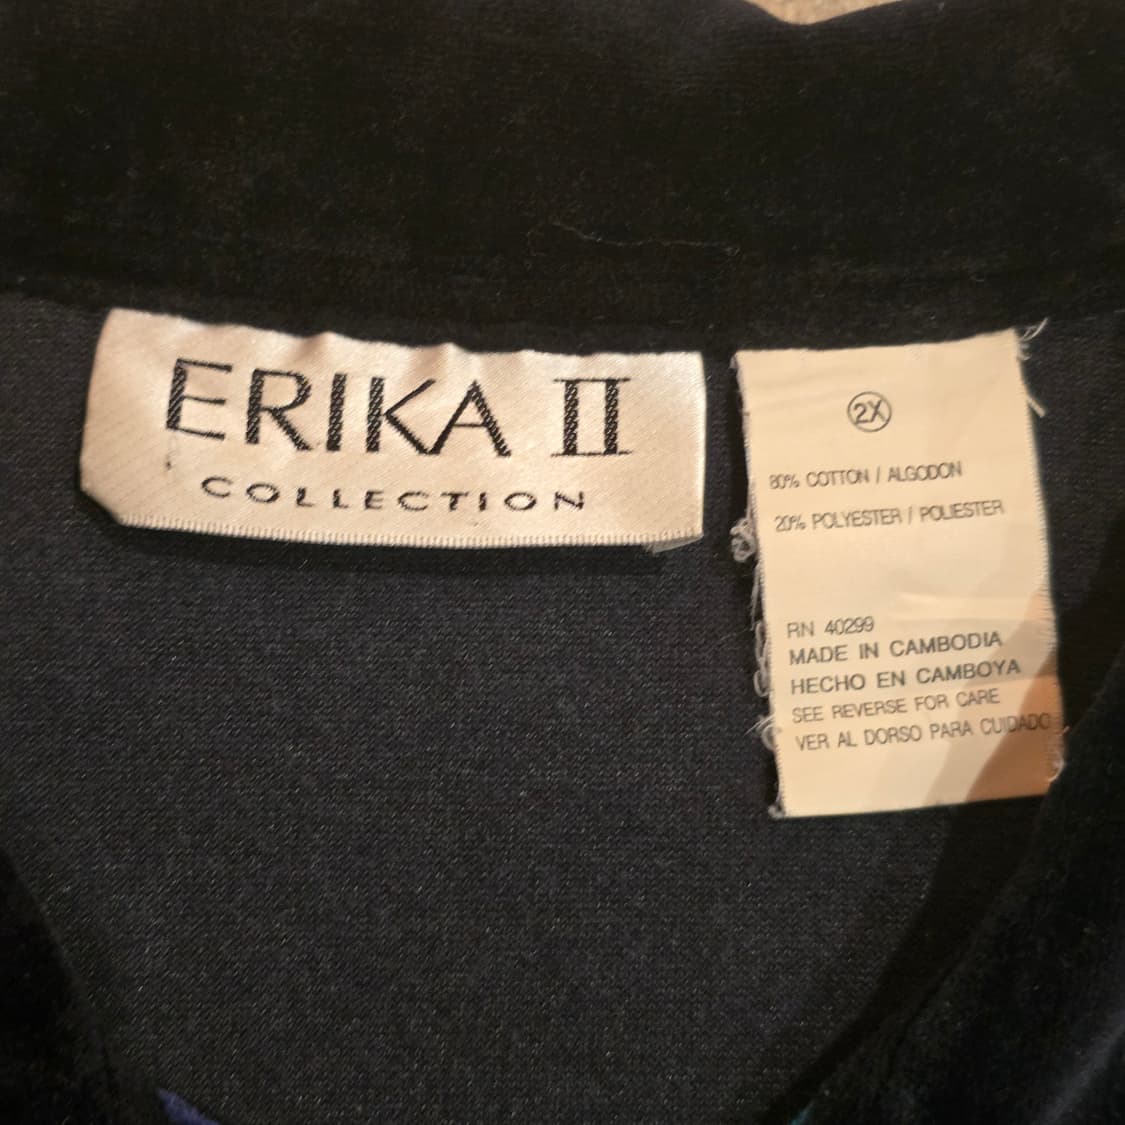 ERIKA II
COLLECTION
2X
80% COTTON / ALGODON
20% POLYESTER / POLIESTER
RN 40299
MADE IN CAMBODIA
HECHO EN CAMBOYA
SEE REVERSE FOR CARE
VER AL DORSO PARA CUIDADO